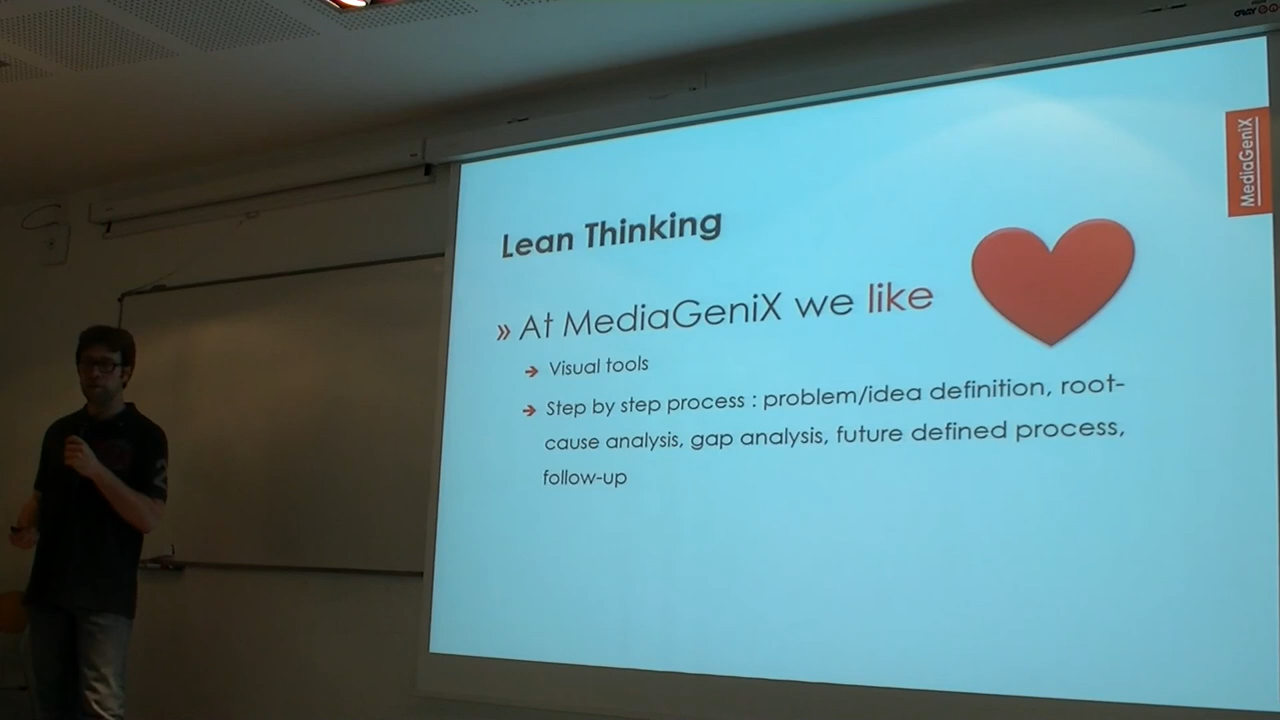 MediaGeniX
Lean Thinking
» At MediaGeniX we like
➔ Visual tools
➔ Step by step process : problem/idea definition, root-
cause analysis, gap analysis, future defined process,
follow-up